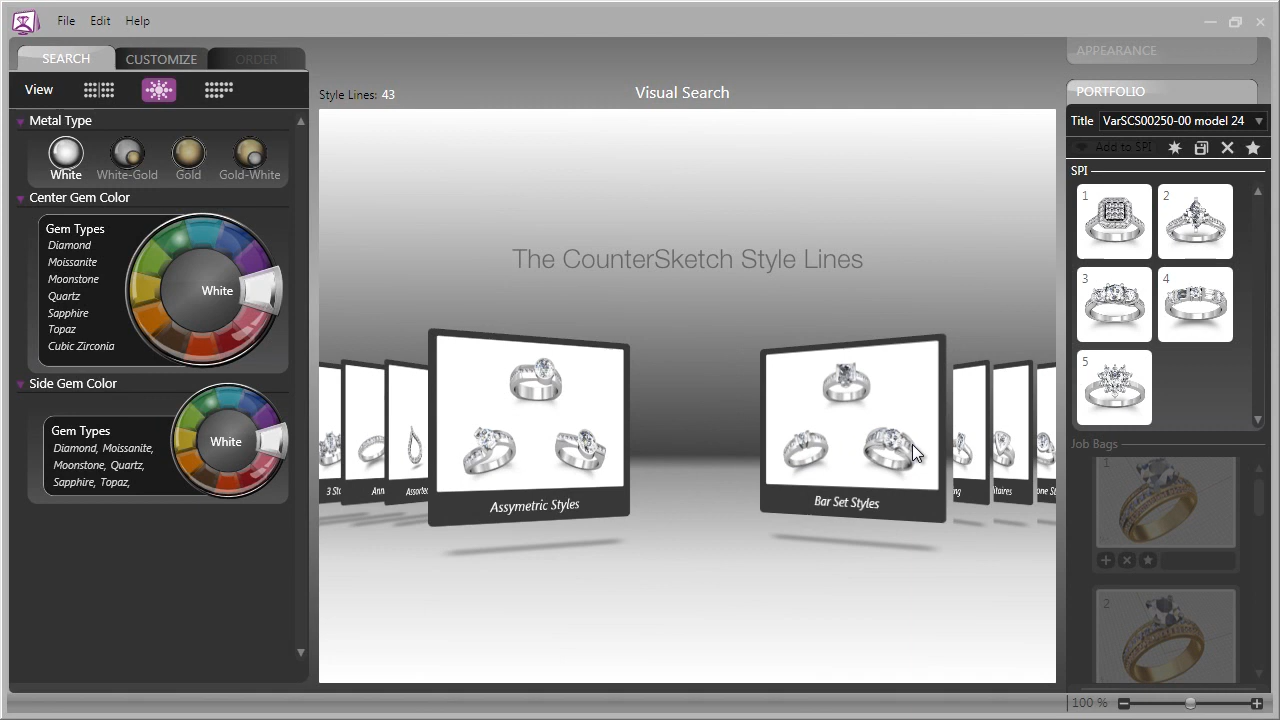 File Edit Help
SEARCH CUSTOMIZE ORDER
View
Metal Type
White White-Gold Gold Gold-White
Center Gem Color
Gem Types
Diamond
Moissanite
Moonstone
Quartz
Sapphire
Topaz
Cubic Zirconia
White
Side Gem Color
Gem Types
Diamond, Moissanite,
Moonstone, Quartz,
Sapphire, Topaz,
White
Style Lines: 43
Visual Search
The CounterSketch Style Lines
Assymetric Styles
Bar Set Styles
APPEARANCE
PORTFOLIO
Title VarSCS00250-00 model 24
Add to SPI
SPI
1 2
3 4
5
Job Bags
1
2
100 %